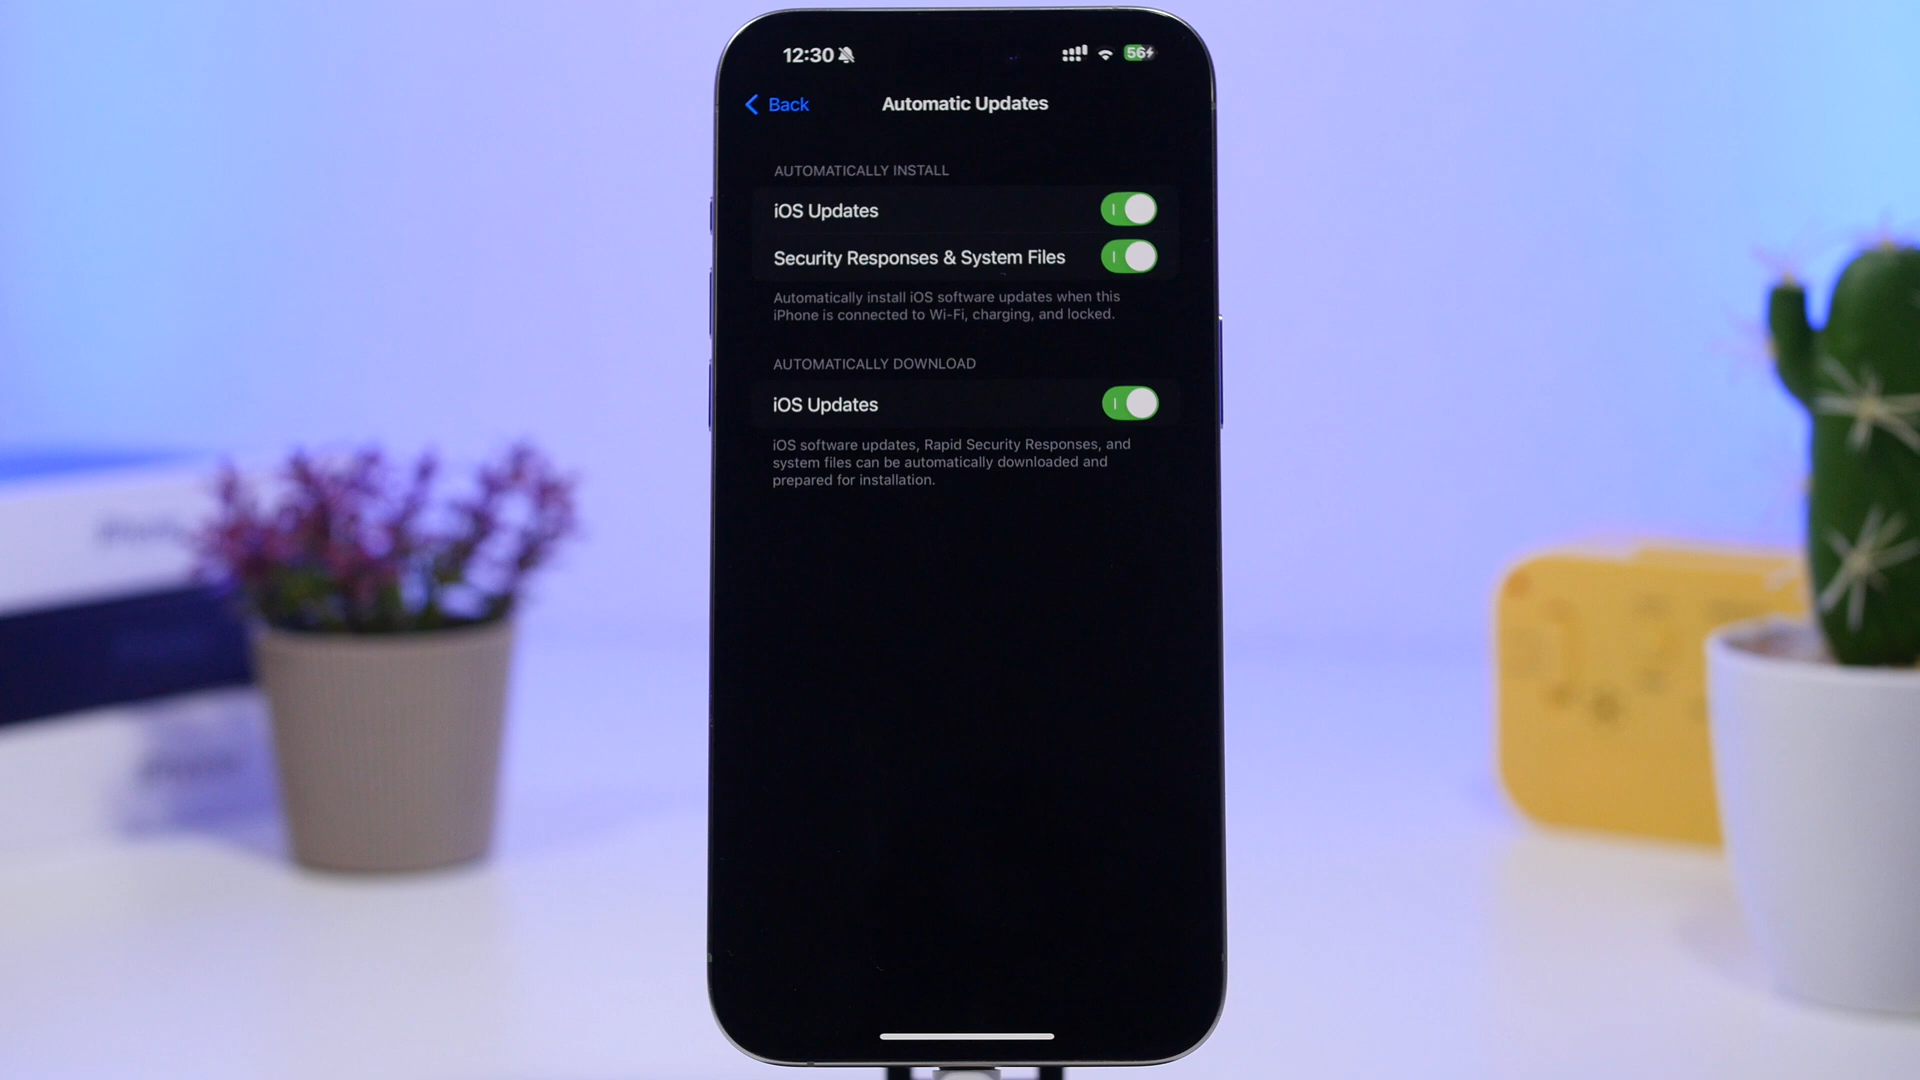 12:30
56
Back
Automatic Updates
AUTOMATICALLY INSTALL
iOS Updates
Security Responses & System Files
Automatically install iOS software updates when this
iPhone is connected to Wi-Fi, charging, and locked.
AUTOMATICALLY DOWNLOAD
iOS Updates
iOS software updates, Rapid Security Responses, and
system files can be automatically downloaded and
prepared for installation.